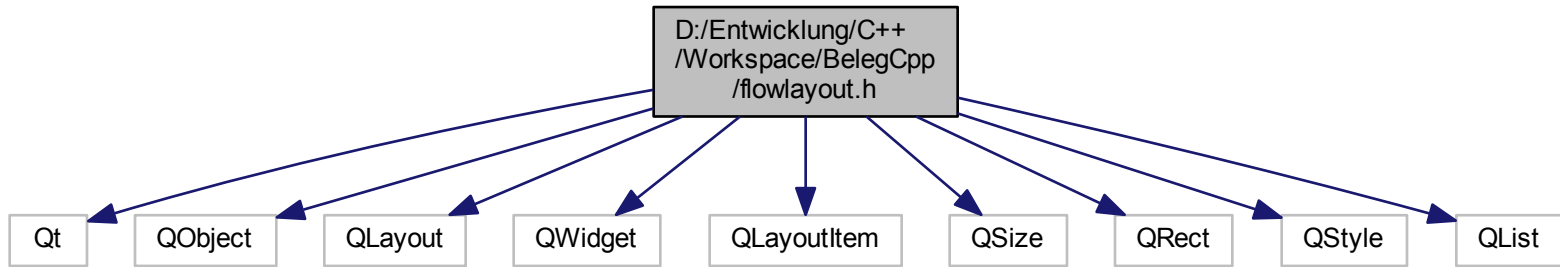 D:/Entwicklung/C++
/Workspace/BelegCpp
/flowlayout.h
Qt
QObject
QLayout
QWidget
QLayoutItem
QSize
QRect
QStyle
QList